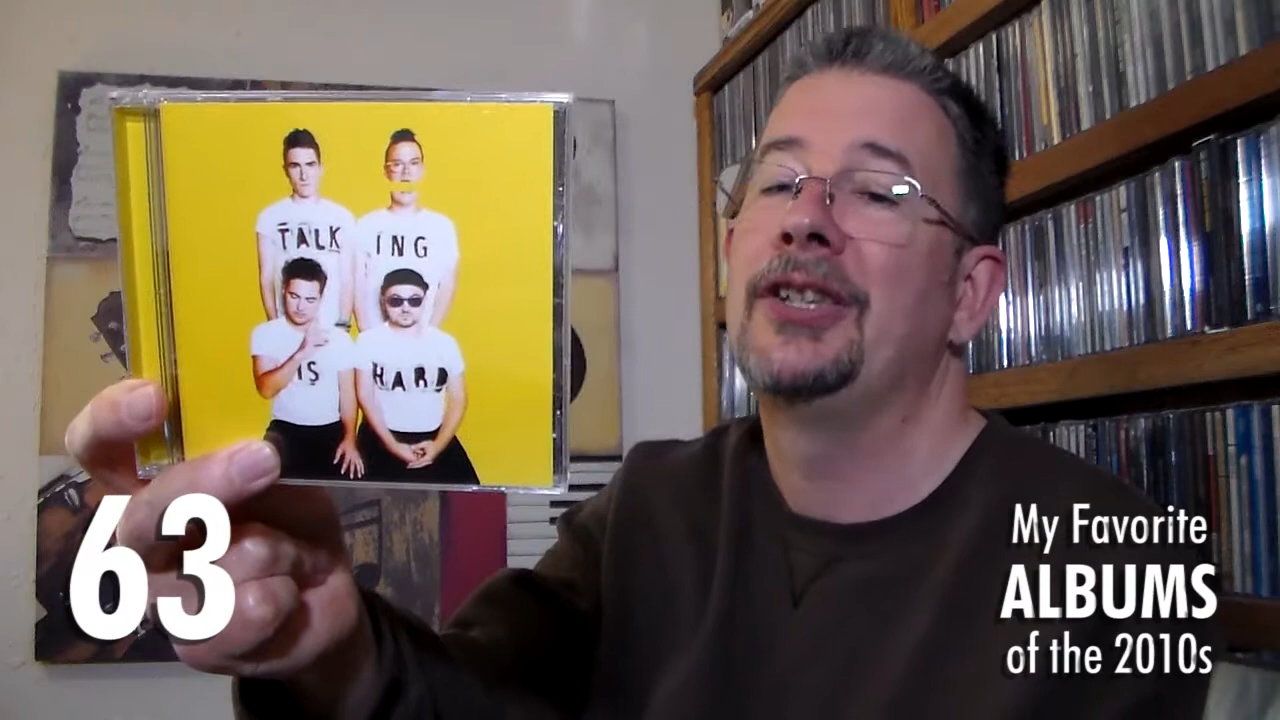 TALK ING
IS HARD
63
My Favorite
ALBUMS
of the 2010s